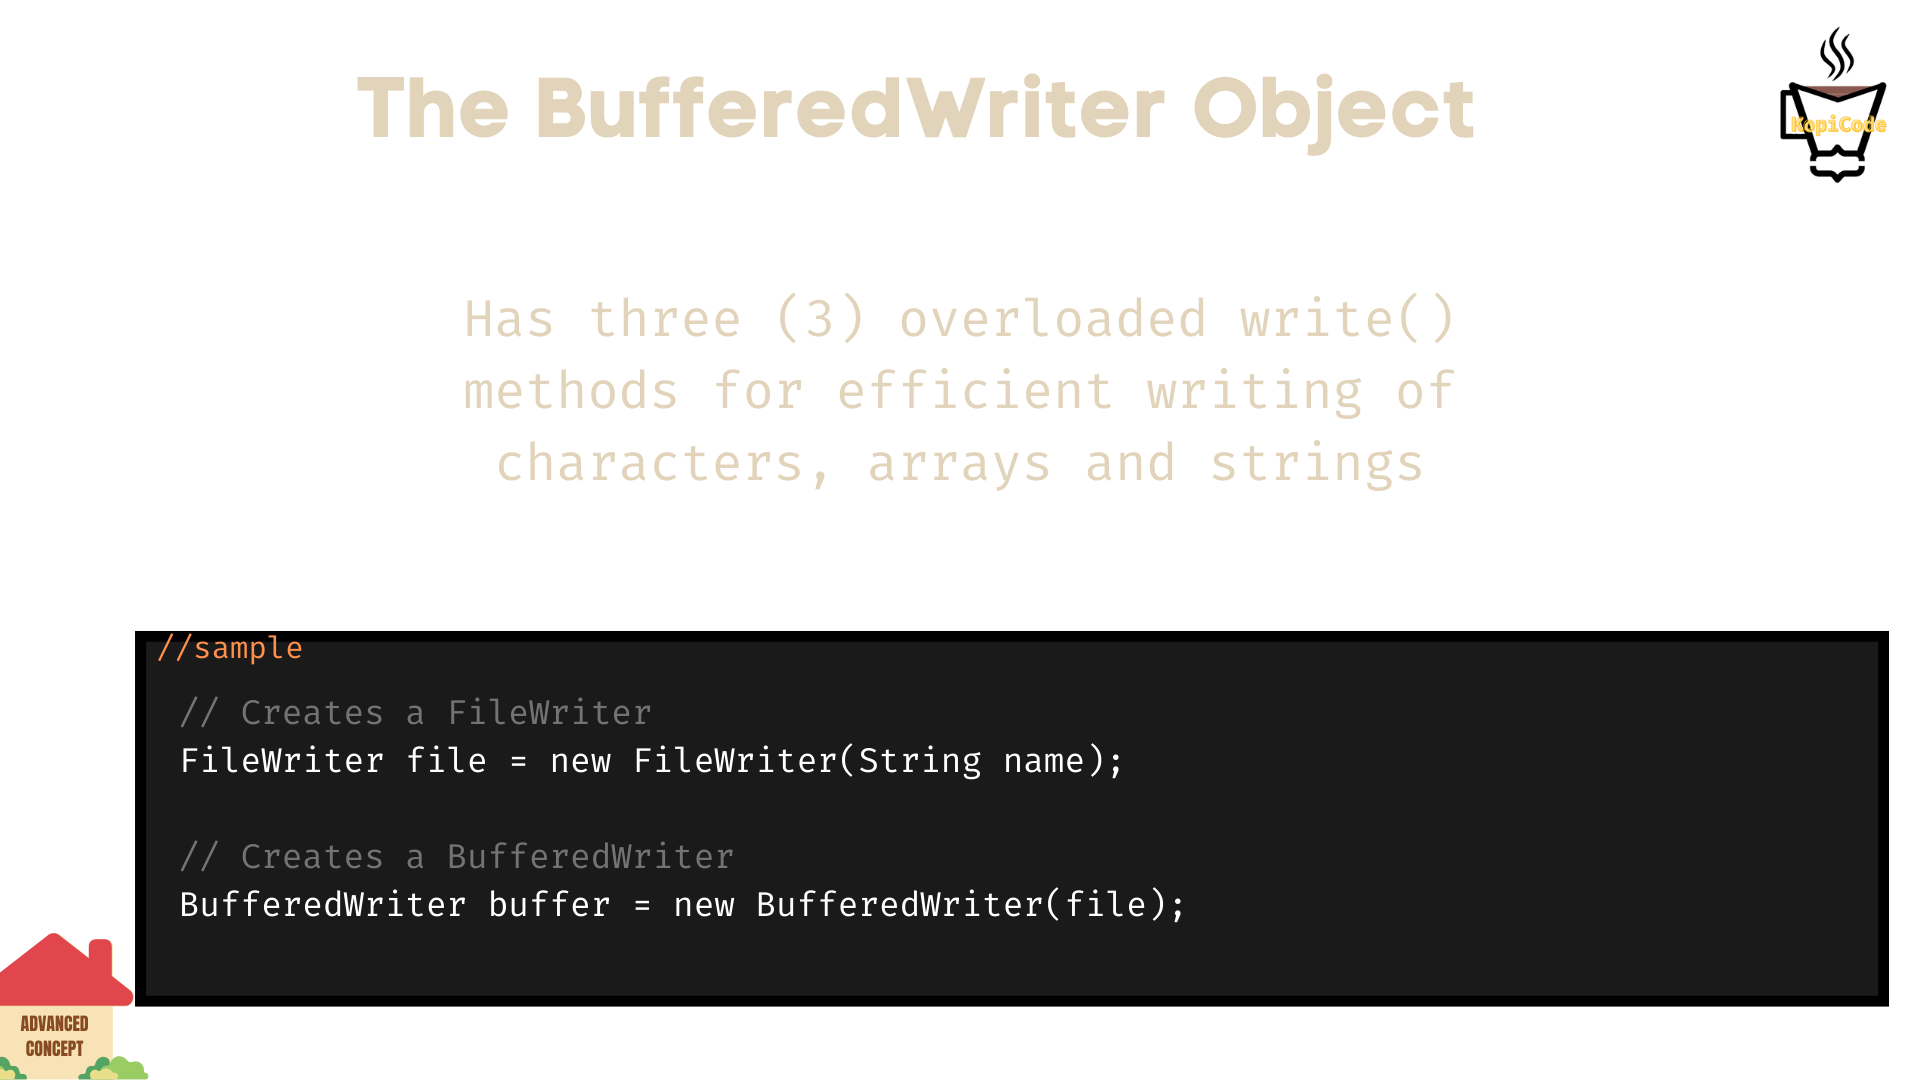 The BufferedWriter Object
KopiCode
Has three (3) overloaded write()
methods for efficient writing of
characters, arrays and strings
//sample
// Creates a FileWriter
FileWriter file = new FileWriter(String name);
// Creates a BufferedWriter
BufferedWriter buffer = new BufferedWriter(file);
ADVANCED
CONCEPT